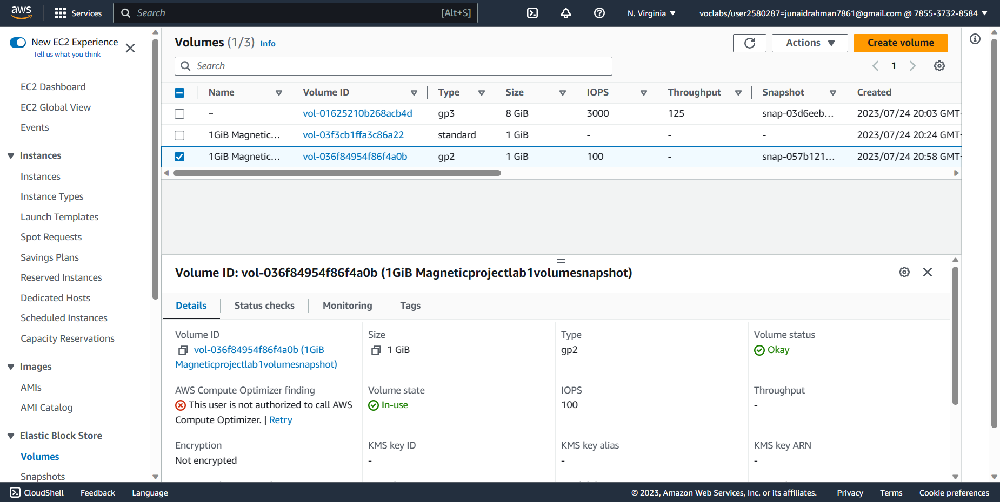 aws Services Search [Alt+S] N. Virginia voclabs/user2580287=junaidrahman7861@gmail.com @ 7855-3732-8584
New EC2 Experience
Tell us what you think
EC2 Dashboard
EC2 Global View
Events
Instances
Instances
Instance Types
Launch Templates
Spot Requests
Savings Plans
Reserved Instances
Dedicated Hosts
Scheduled Instances
Capacity Reservations
Images
AMIs
AMI Catalog
Elastic Block Store
Volumes
Snapshots
Volumes (1/3) Info
Actions
Create volume
Search
1
Name Volume ID Type Size IOPS Throughput Snapshot Created
– vol-01625210b268acb4d gp3 8 GiB 3000 125 snap-03d6eeb... 2023/07/24 20:03 GMT-
1GiB Magnetic... vol-03f3cb1ffa3c86a22 standard 1 GiB - - - 2023/07/24 20:24 GMT-
1GiB Magnetic... vol-036f84954f86f4a0b gp2 1 GiB 100 - snap-057b121... 2023/07/24 20:58 GMT-
Volume ID: vol-036f84954f86f4a0b (1GiB Magneticprojectlab1volumesnapshot)
Details Status checks Monitoring Tags
Volume ID
vol-036f84954f86f4a0b (1GiB
Magneticprojectlab1volumesnapshot)
Size
1 GiB
Type
gp2
Volume status
Okay
AWS Compute Optimizer finding
This user is not authorized to call AWS
Compute Optimizer. | Retry
Volume state
In-use
IOPS
100
Throughput
-
Encryption
Not encrypted
KMS key ID
-
KMS key alias
-
KMS key ARN
-
CloudShell Feedback Language © 2023, Amazon Web Services, Inc. or its affiliates. Privacy Terms Cookie preferences